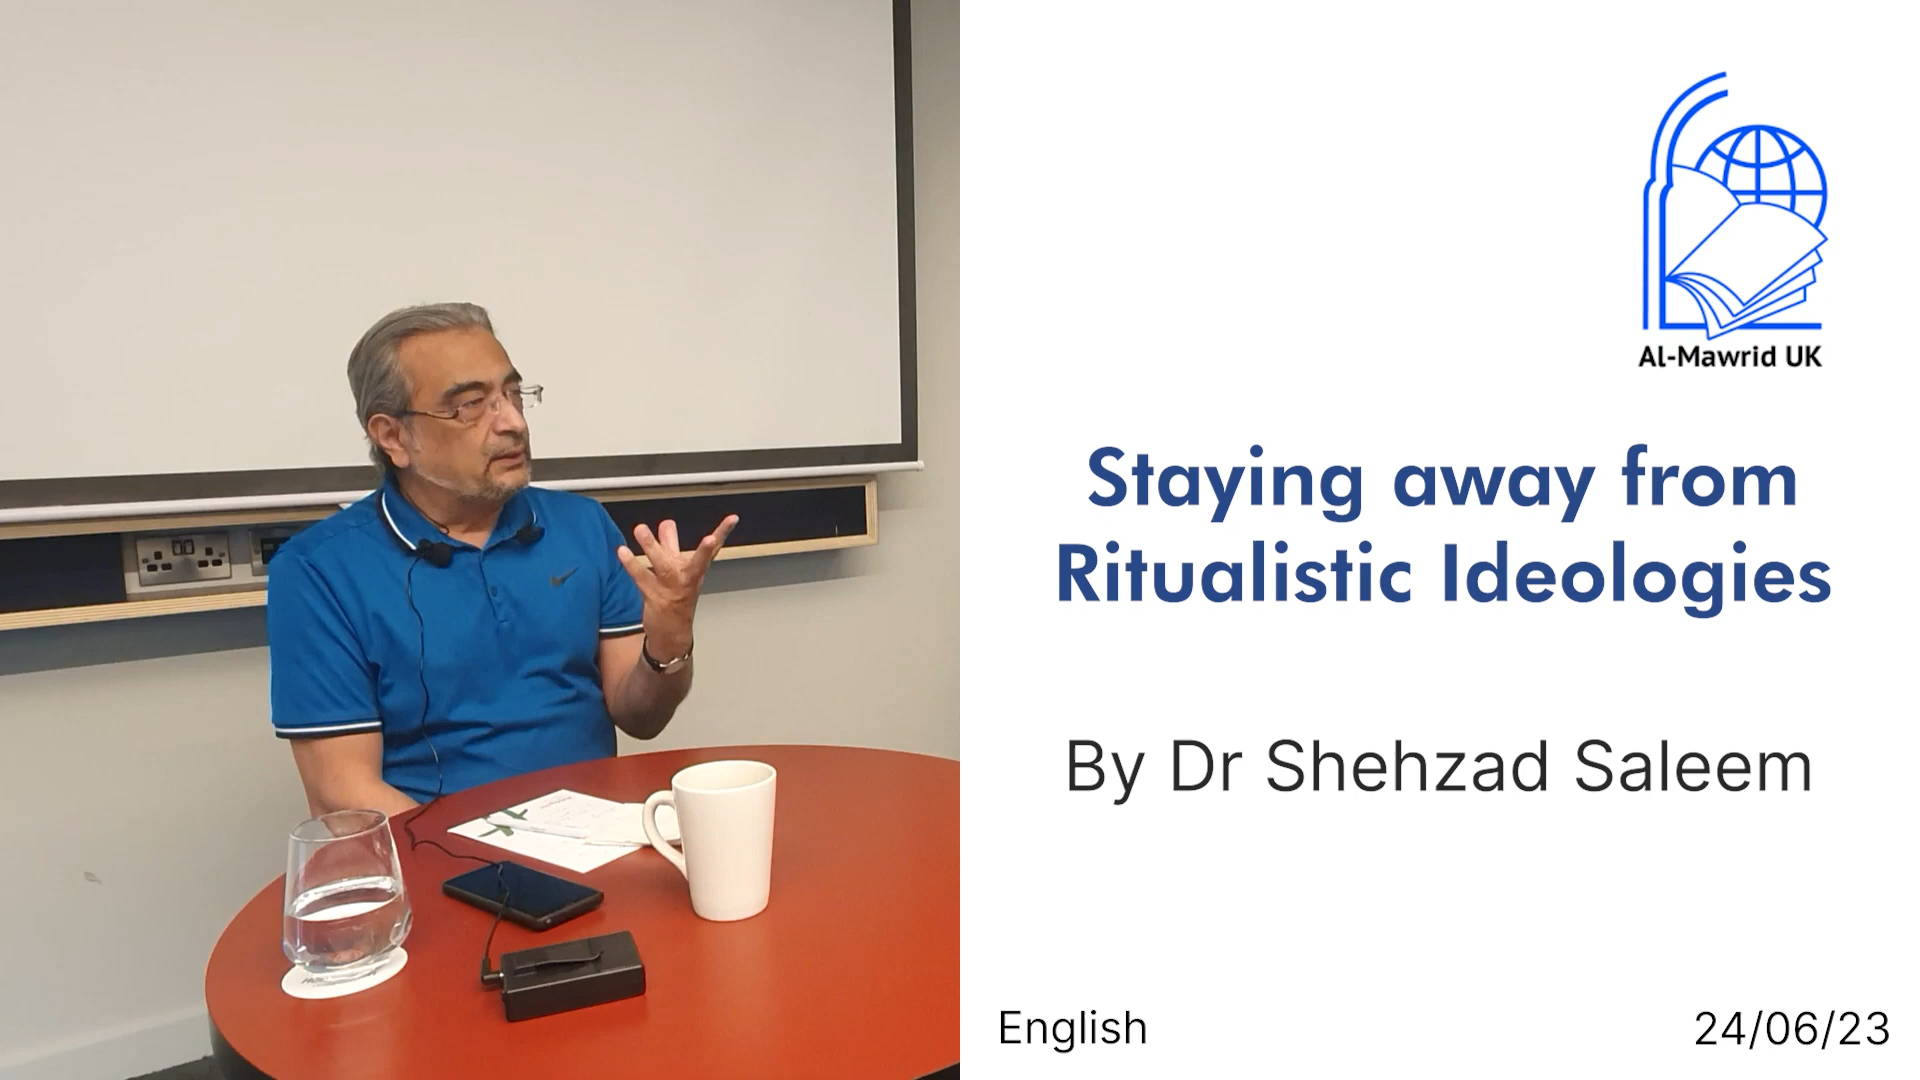 Al-Mawrid UK
Staying away from
Ritualistic Ideologies
By Dr Shehzad Saleem
English
24/06/23